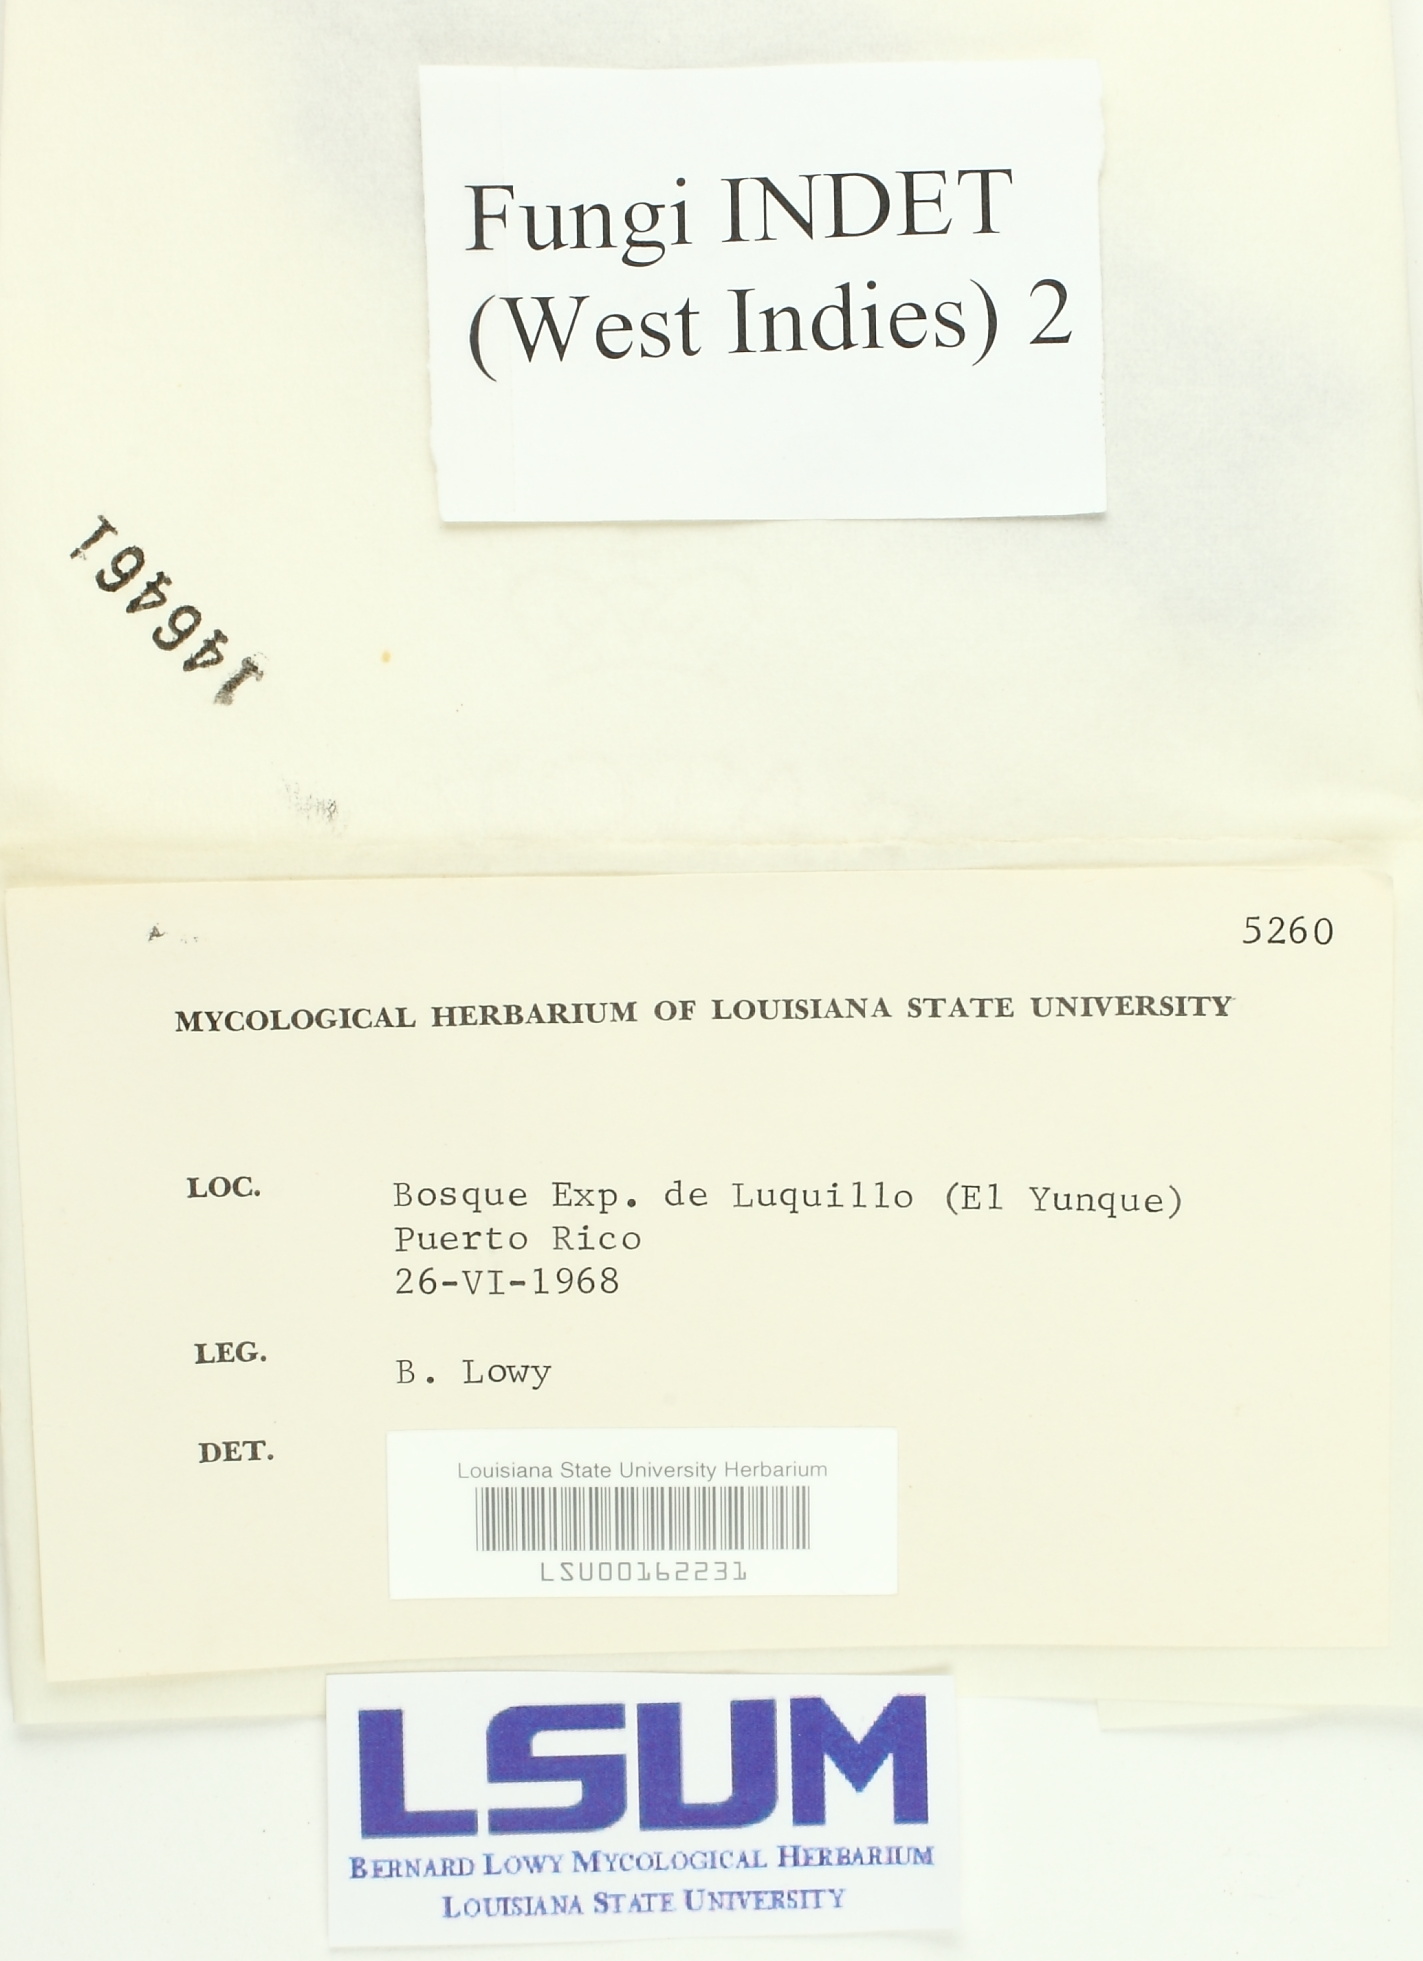 Fungi INDET
(West Indies) 2
146461
5260
MYCOLOGICAL HERBARIUM OF LOUISIANA STATE UNIVERSITY
LOC. Bosque Exp. de Luquillo (El Yunque)
Puerto Rico
26-VI-1968
LEG. B. Lowy
DET.
Louisiana State University Herbarium
LSU00162231
LSUM
BERNARD LOWY MYCOLOGICAL HERBARIUM
LOUISIANA STATE UNIVERSITY